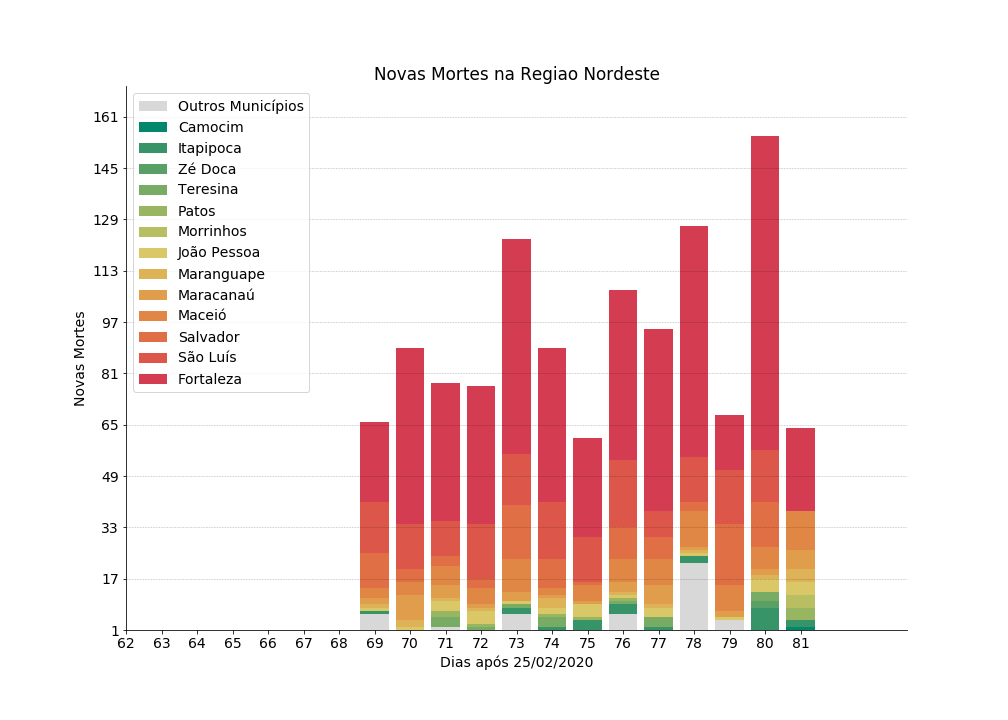 Novas Mortes na Regiao Nordeste
Outros Municípios
Camocim
Itapipoca
Zé Doca
Teresina
Patos
Morrinhos
João Pessoa
Maranguape
Maracanaú
Maceió
Salvador
São Luís
Fortaleza
161
145
129
113
97
81
65
49
33
17
1
Novas Mortes
62 63 64 65 66 67 68 69 70 71 72 73 74 75 76 77 78 79 80 81
Dias após 25/02/2020